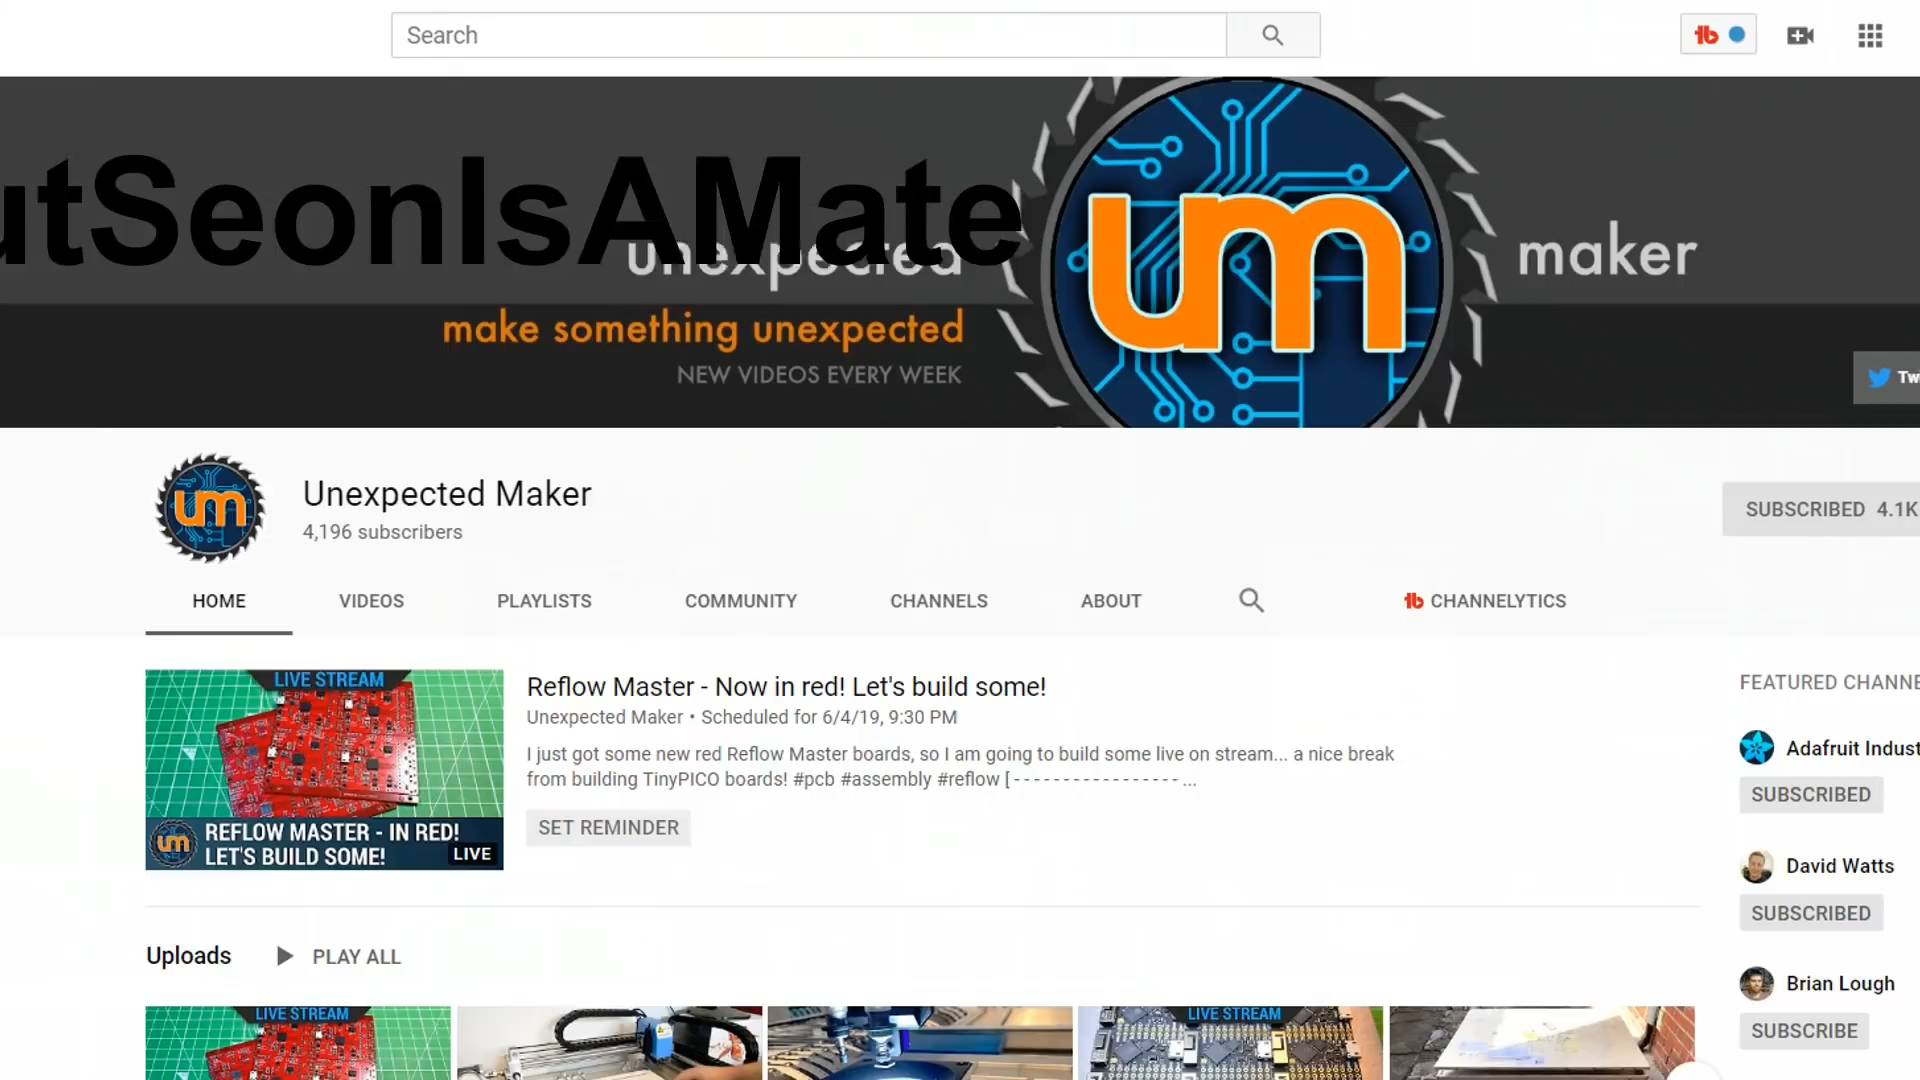 Search
utSeonIsAMate
unexpected
um
maker
make something unexpected
NEW VIDEOS EVERY WEEK
Tw
um
Unexpected Maker
4,196 subscribers
SUBSCRIBED 4.1K
HOME
VIDEOS
PLAYLISTS
COMMUNITY
CHANNELS
ABOUT
CHANNELYTICS
LIVE STREAM
um
REFLOW MASTER - IN RED!
LET'S BUILD SOME!
LIVE
Reflow Master - Now in red! Let's build some!
Unexpected Maker • Scheduled for 6/4/19, 9:30 PM
I just got some new red Reflow Master boards, so I am going to build some live on stream... a nice break
from building TinyPICO boards! #pcb #assembly #reflow [ - - - - - - - - - - - - - - - - - ...
SET REMINDER
FEATURED CHANNE
Adafruit Indust
SUBSCRIBED
David Watts
SUBSCRIBED
Brian Lough
SUBSCRIBE
Uploads
PLAY ALL
LIVE STREAM
LIVE STREAM